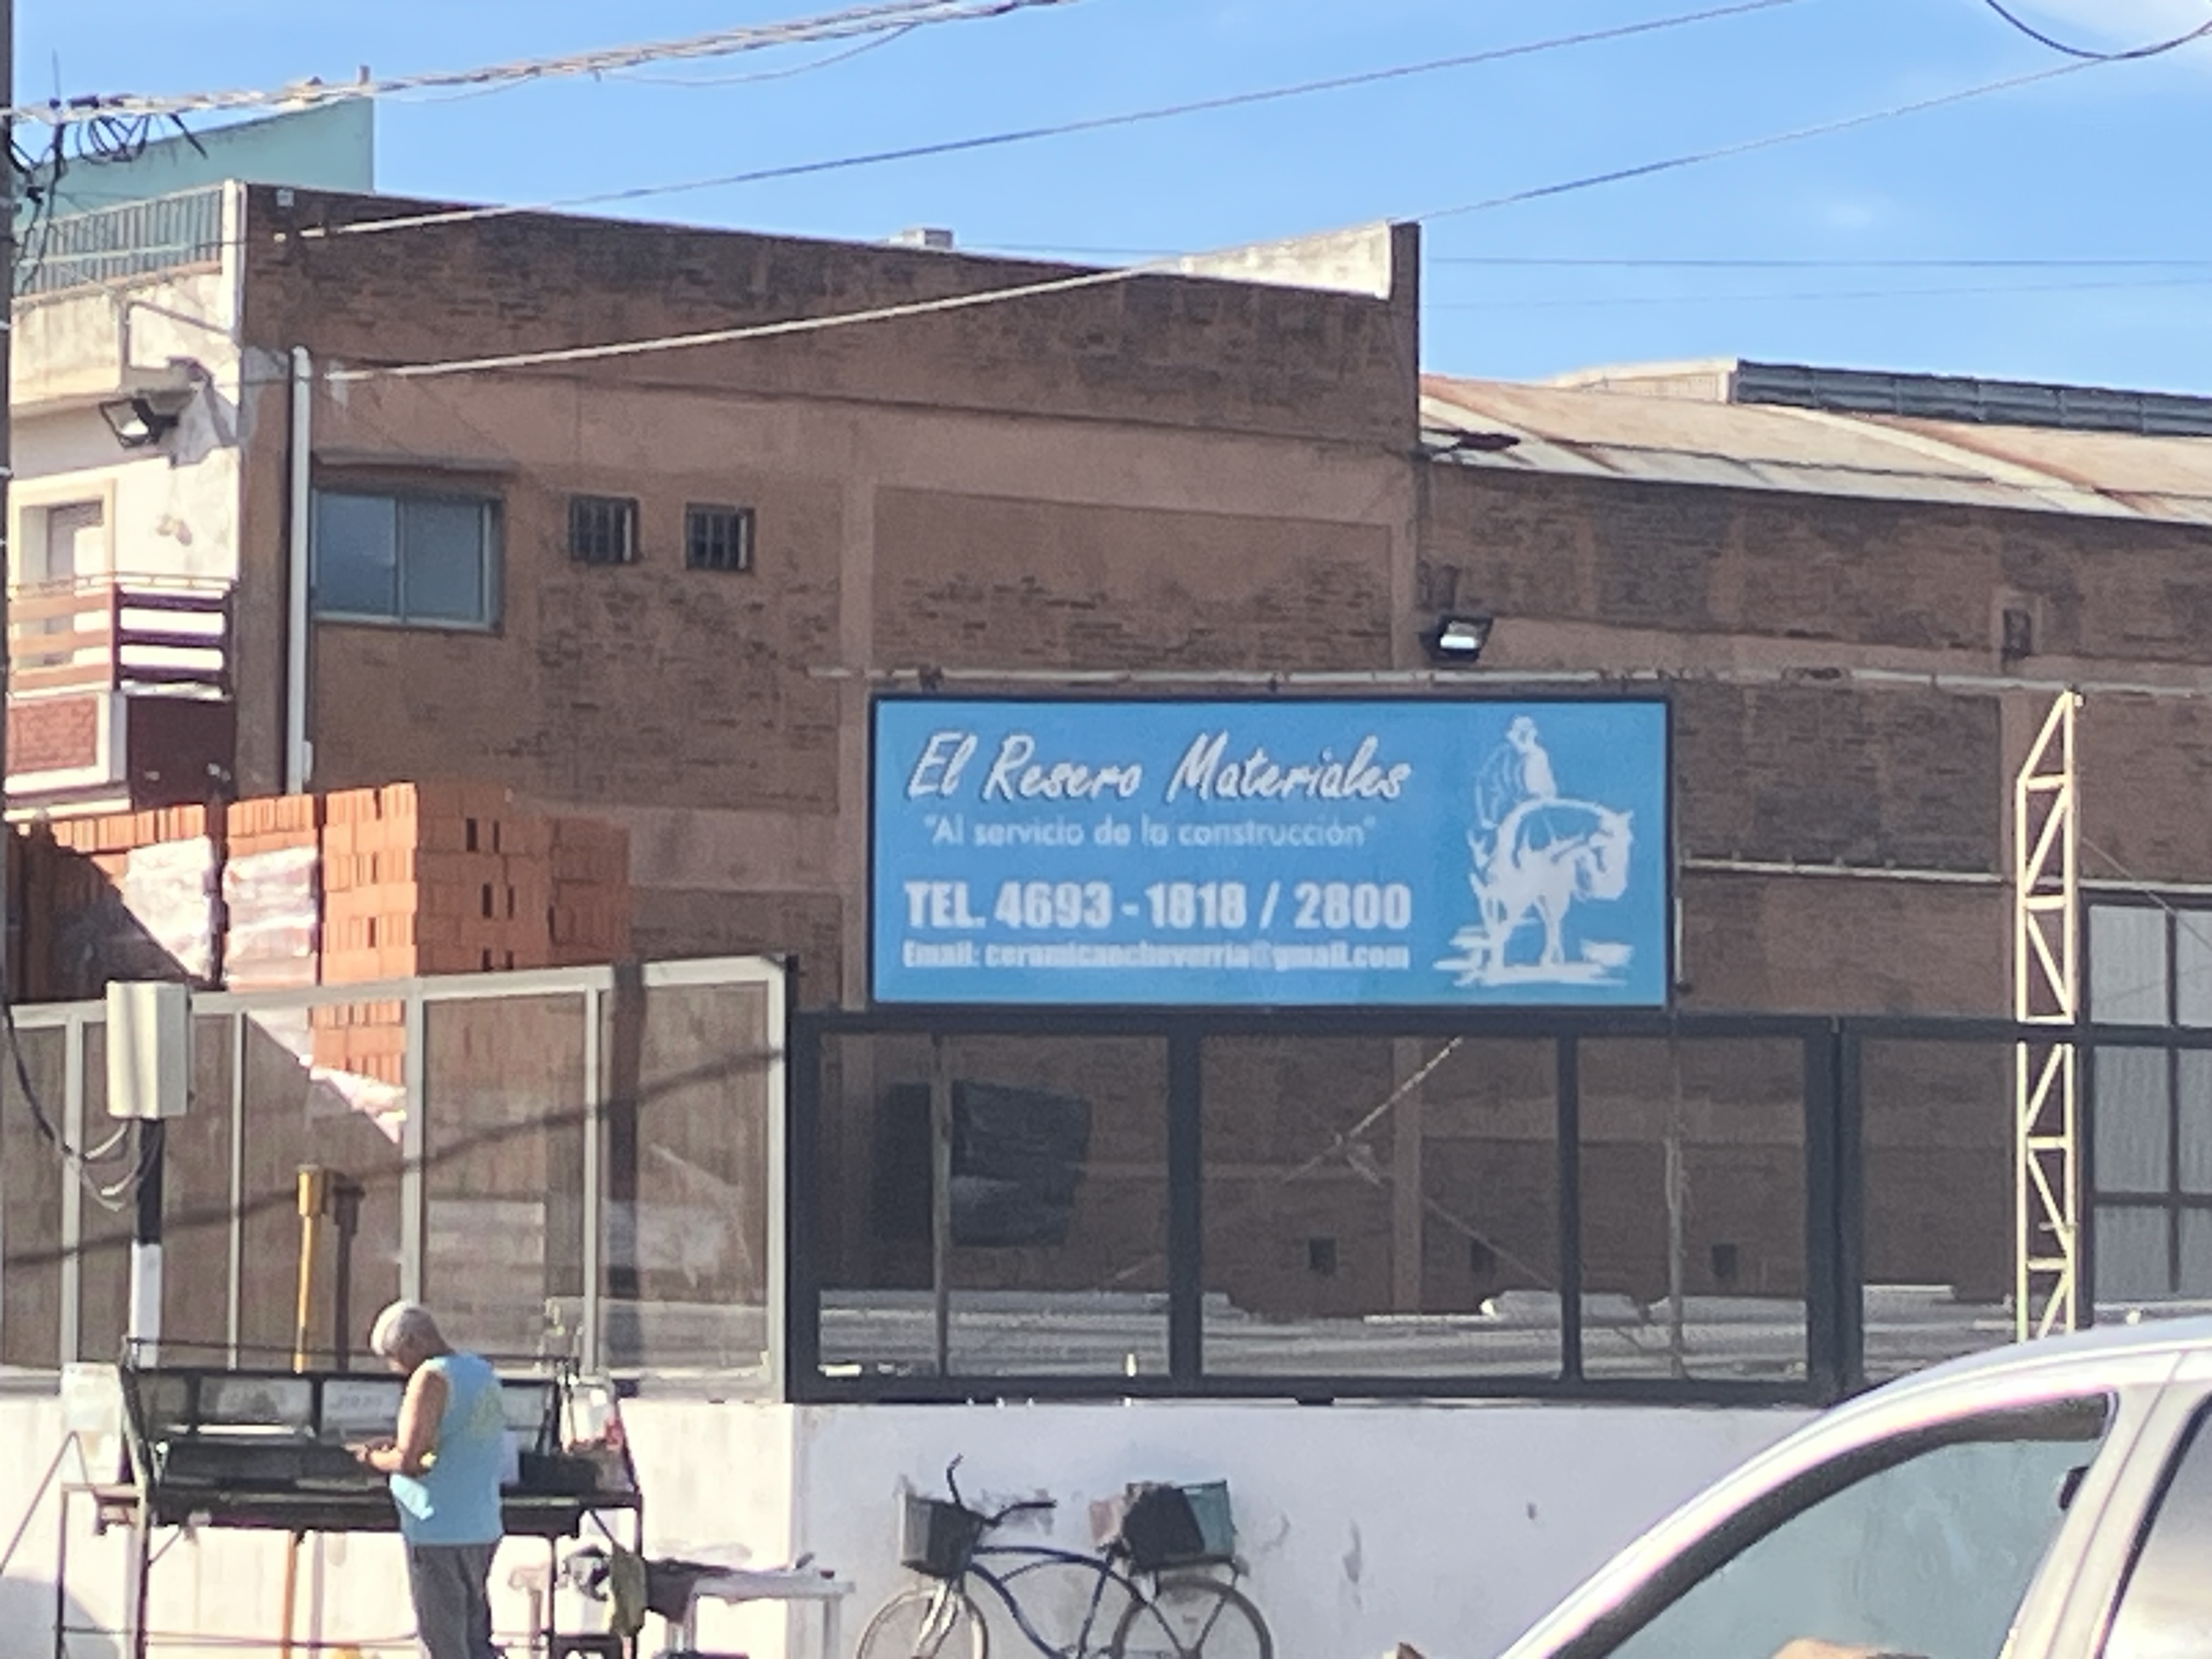 El Resero Materiales
"Al servicio de la construcción"
TEL. 4693 - 1818 / 2800
Email: ceramicaecheverria@gmail.com